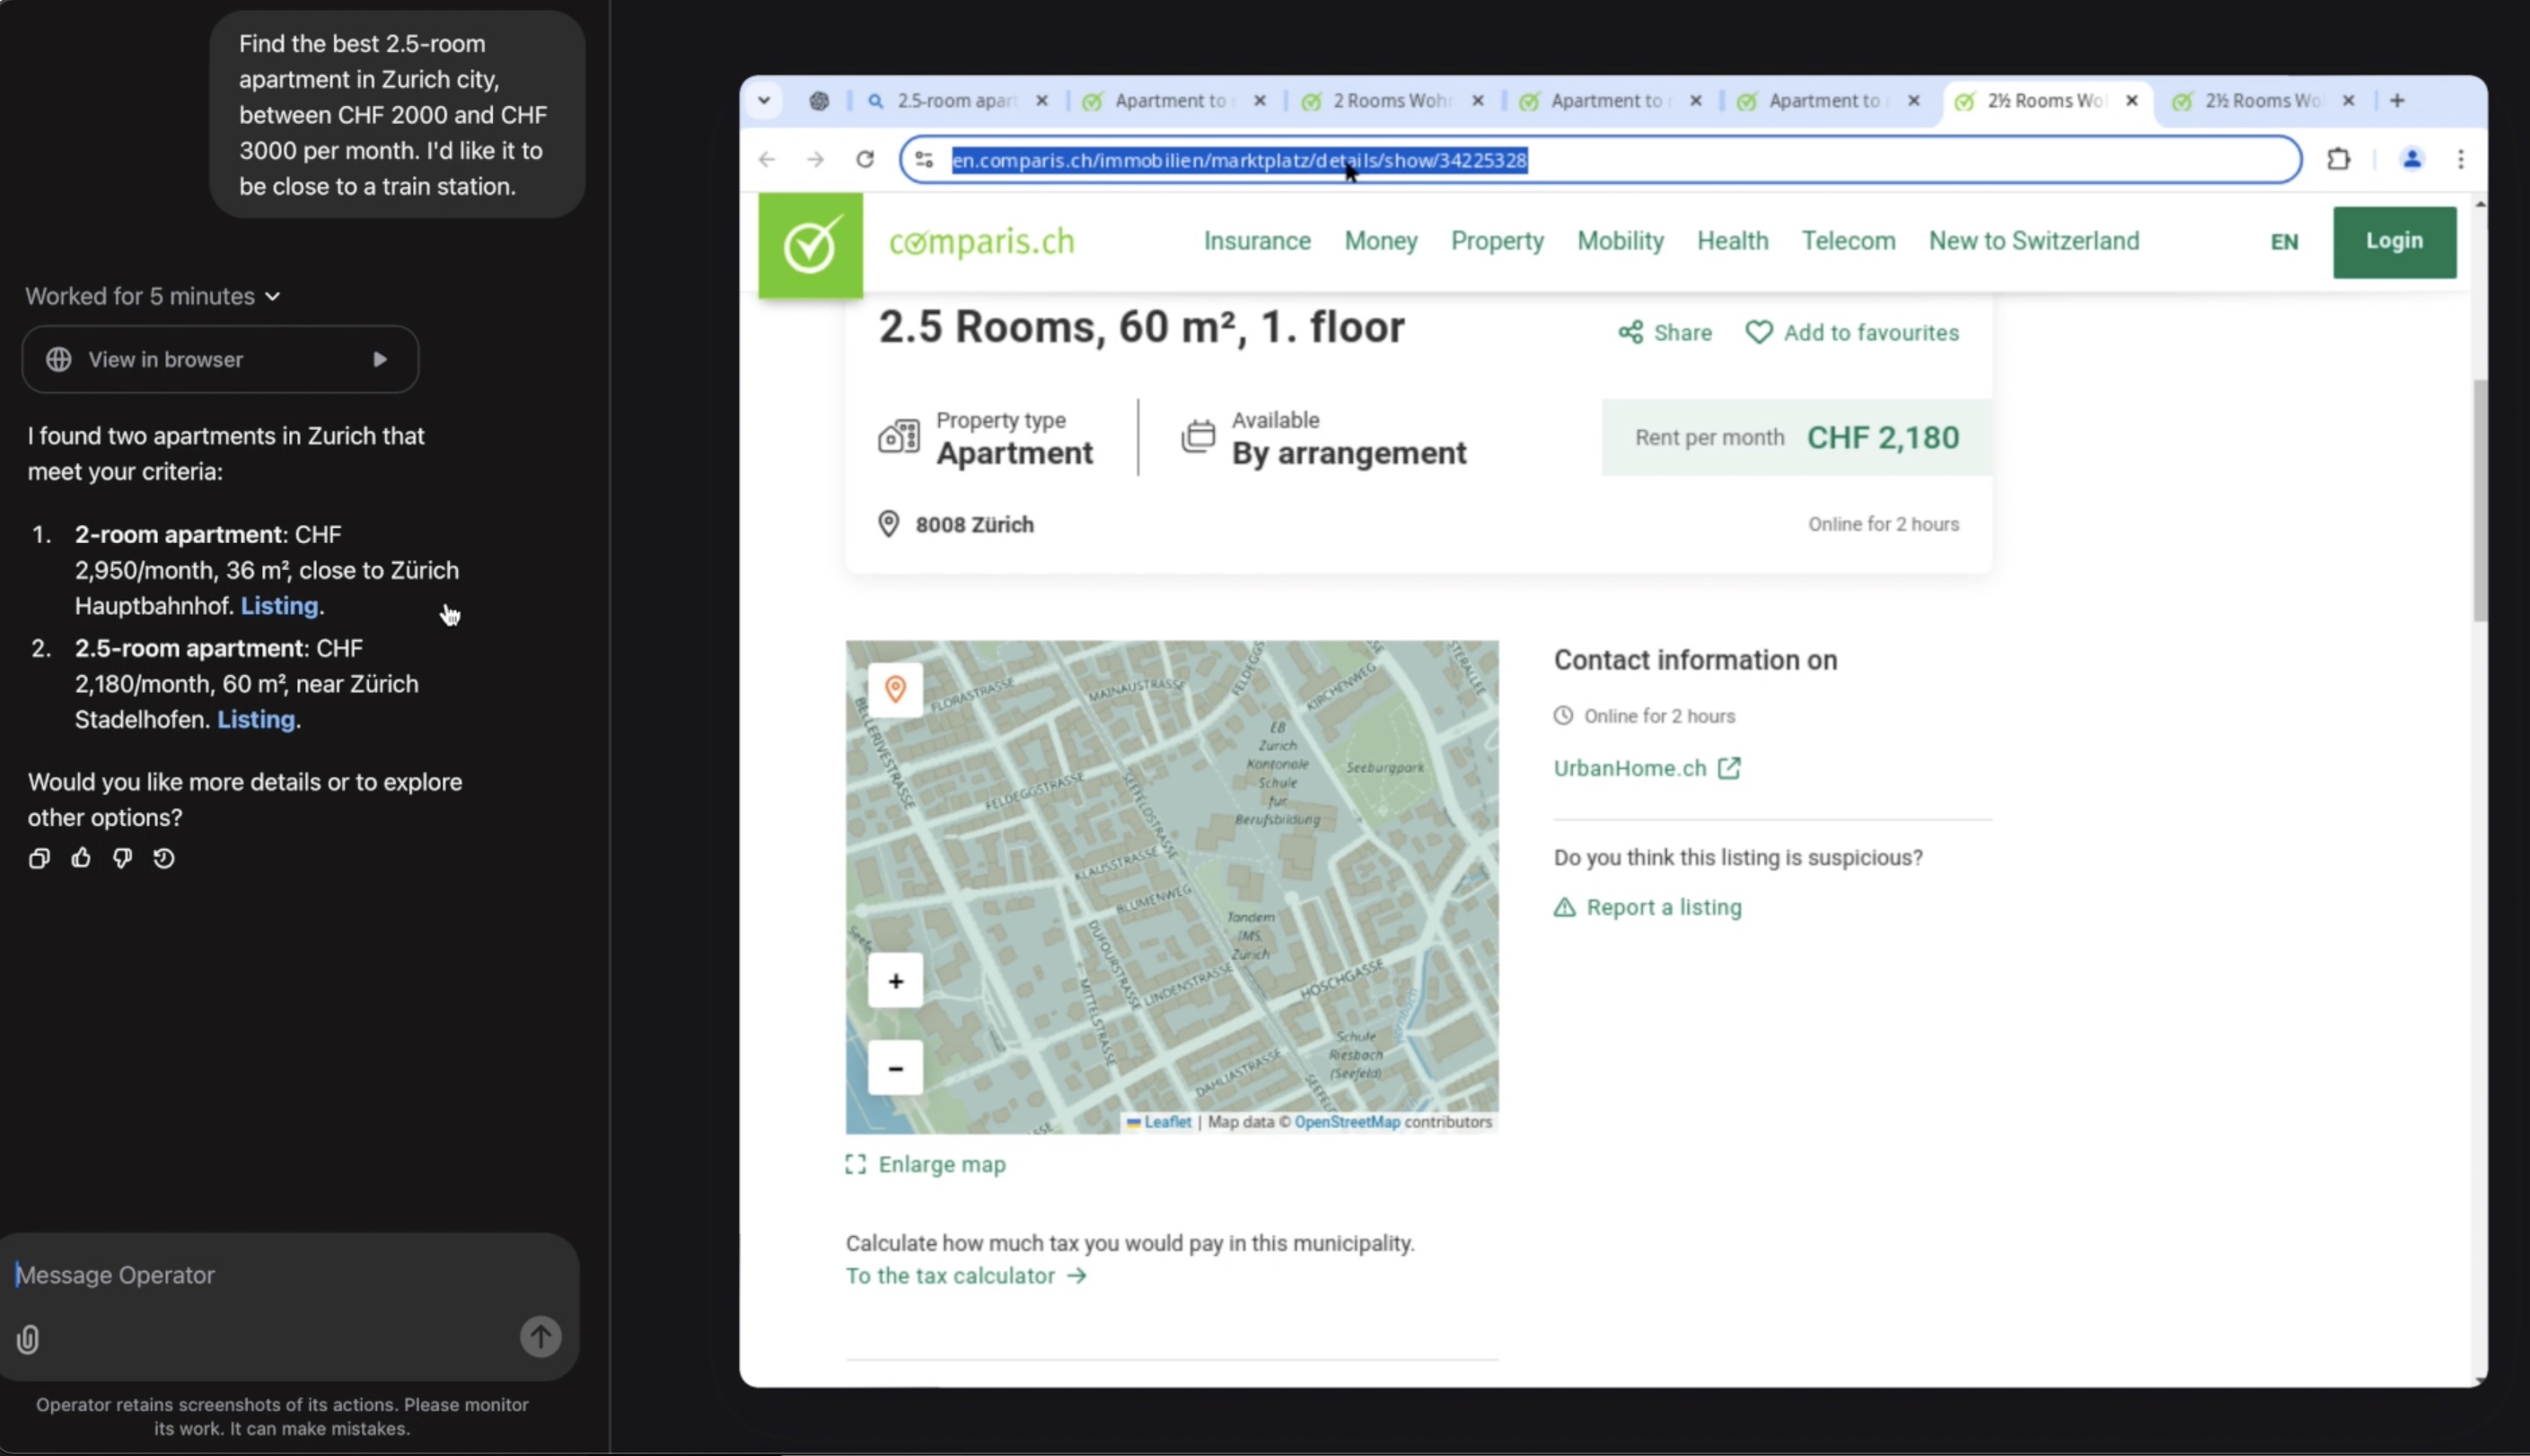 Find the best 2.5-room
apartment in Zurich city,
between CHF 2000 and CHF
3000 per month. I'd like it to
be close to a train station.
Worked for 5 minutes
View in browser
I found two apartments in Zurich that
meet your criteria:
1. 2-room apartment: CHF
2,950/month, 36 m², close to Zürich
Hauptbahnhof. Listing.
2. 2.5-room apartment: CHF
2,180/month, 60 m², near Zürich
Stadelhofen. Listing.
Would you like more details or to explore
other options?
Message Operator
Operator retains screenshots of its actions. Please monitor
its work. It can make mistakes.
2.5-room apart
Apartment to
2 Rooms Woh
Apartment to
Apartment to
2½ Rooms Wo
2½ Rooms Wo
en.comparis.ch/immobilien/marktplatz/details/show/34225328
comparis.ch
Insurance Money Property Mobility Health Telecom New to Switzerland EN Login
2.5 Rooms, 60 m², 1. floor
Share Add to favourites
Property type
Apartment
Available
By arrangement
Rent per month CHF 2,180
8008 Zürich
Online for 2 hours
FLORASTRASSE
MAINAUSTRASSE
FELDEGGS
KIRCHENWEG
BELLERIVESTRASSE
EB
Zurich
Kantonale
Schule
fur
Berufsbildung
Seeburgpark
FELDEGGSTRASSE
SEEFELDSTRASSE
KLAUSSTRASSE
BLUMENWEG
Tandem
IMS
Zurich
DUFOURSTRASSE
LINDENSTRASSE
HÖSCHGASSE
MITTELSTRASSE
Schule
Riesbach
(Seefeld)
DAHLIASTRASSE
SEEFEL
+
−
Leaflet | Map data © OpenStreetMap contributors
Enlarge map
Contact information on
Online for 2 hours
UrbanHome.ch
Do you think this listing is suspicious?
Report a listing
Calculate how much tax you would pay in this municipality.
To the tax calculator →